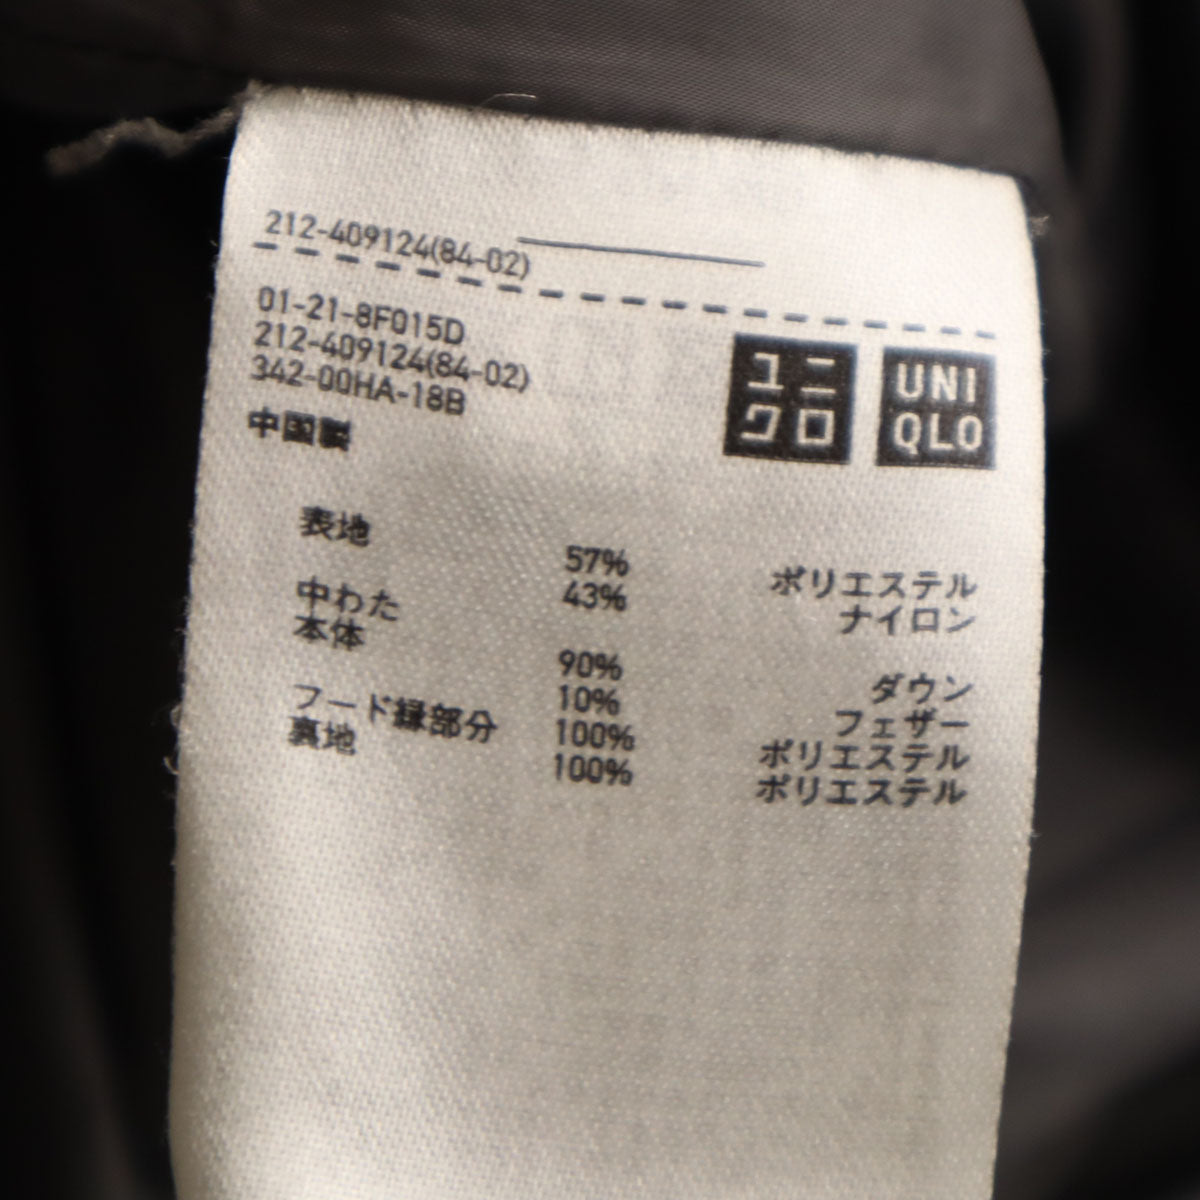 212-409124(84-02)
01-21-8F015D
212-409124(84-02)
342-00HA-18B
中国製
ユニ
クロ
UNI
QLO
表地 57% ポリエステル
43% ナイロン
中わた
本体 90% ダウン
10% フェザー
フード縁部分 100% ポリエステル
裏地 100% ポリエステル